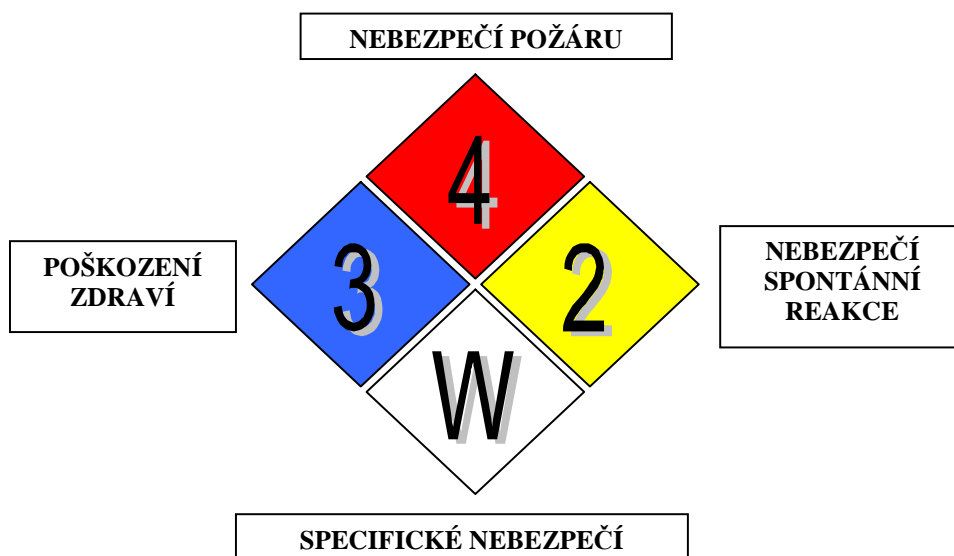 NEBEZPEČÍ POŽÁRU
4
POŠKOZENÍ
ZDRAVÍ
3
2
NEBEZPEČÍ
SPONTÁNNÍ
REAKCE
W
SPECIFICKÉ NEBEZPEČÍ